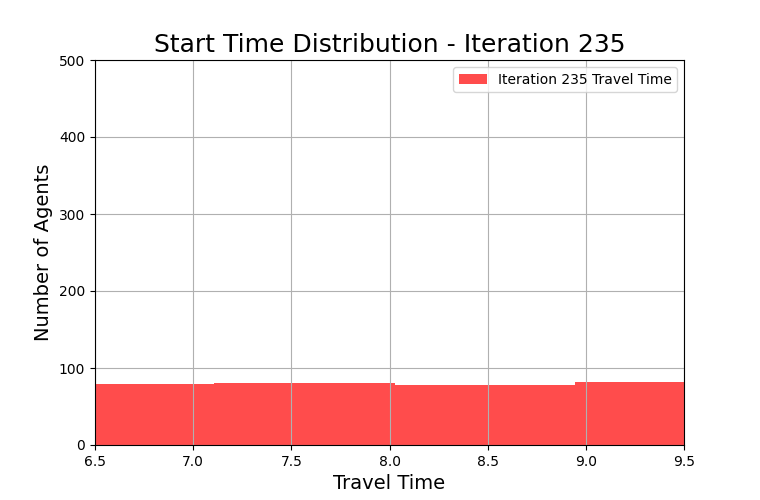 Start Time Distribution - Iteration 235
Iteration 235 Travel Time
Number of Agents
500
400
300
200
100
0
6.5 7.0 7.5 8.0 8.5 9.0 9.5
Travel Time